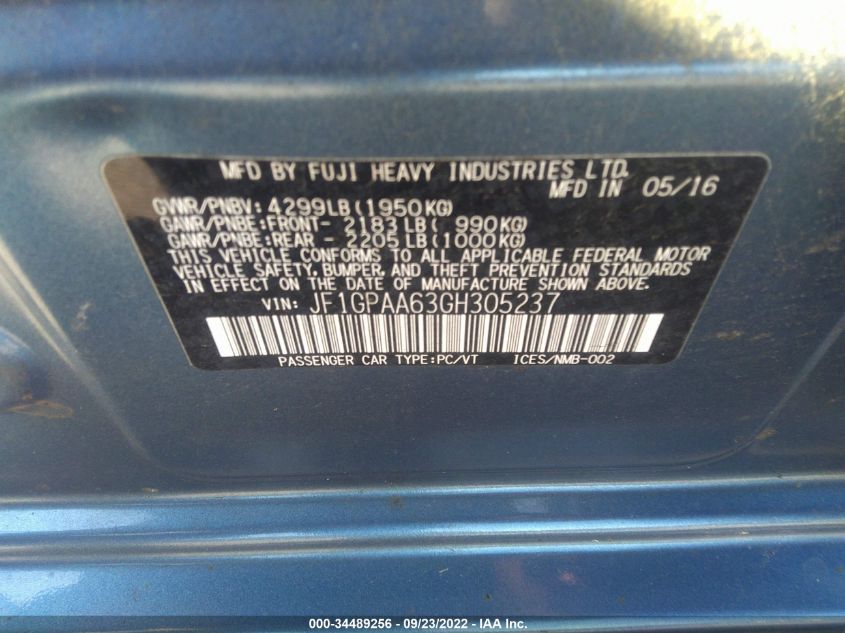 MFD BY FUJI HEAVY INDUSTRIES LTD.
MFD IN 05/16
GVWR/PNBV: 4299LB(1950KG)
GAWR/PNBE:FRONT- 2183LB( 990KG)
GAWR/PNBE:REAR - 2205LB(1000KG)
THIS VEHICLE CONFORMS TO ALL APPLICABLE FEDERAL MOTOR
VEHICLE SAFETY, BUMPER, AND THEFT PREVENTION STANDARDS
IN EFFECT ON THE DATE OF MANUFACTURE SHOWN ABOVE.
VIN: JF1GPAA63GH305237
PASSENGER CAR TYPE:PC/VT ICES/NMB-002
000-34489256 - 09/23/2022 - IAA Inc.